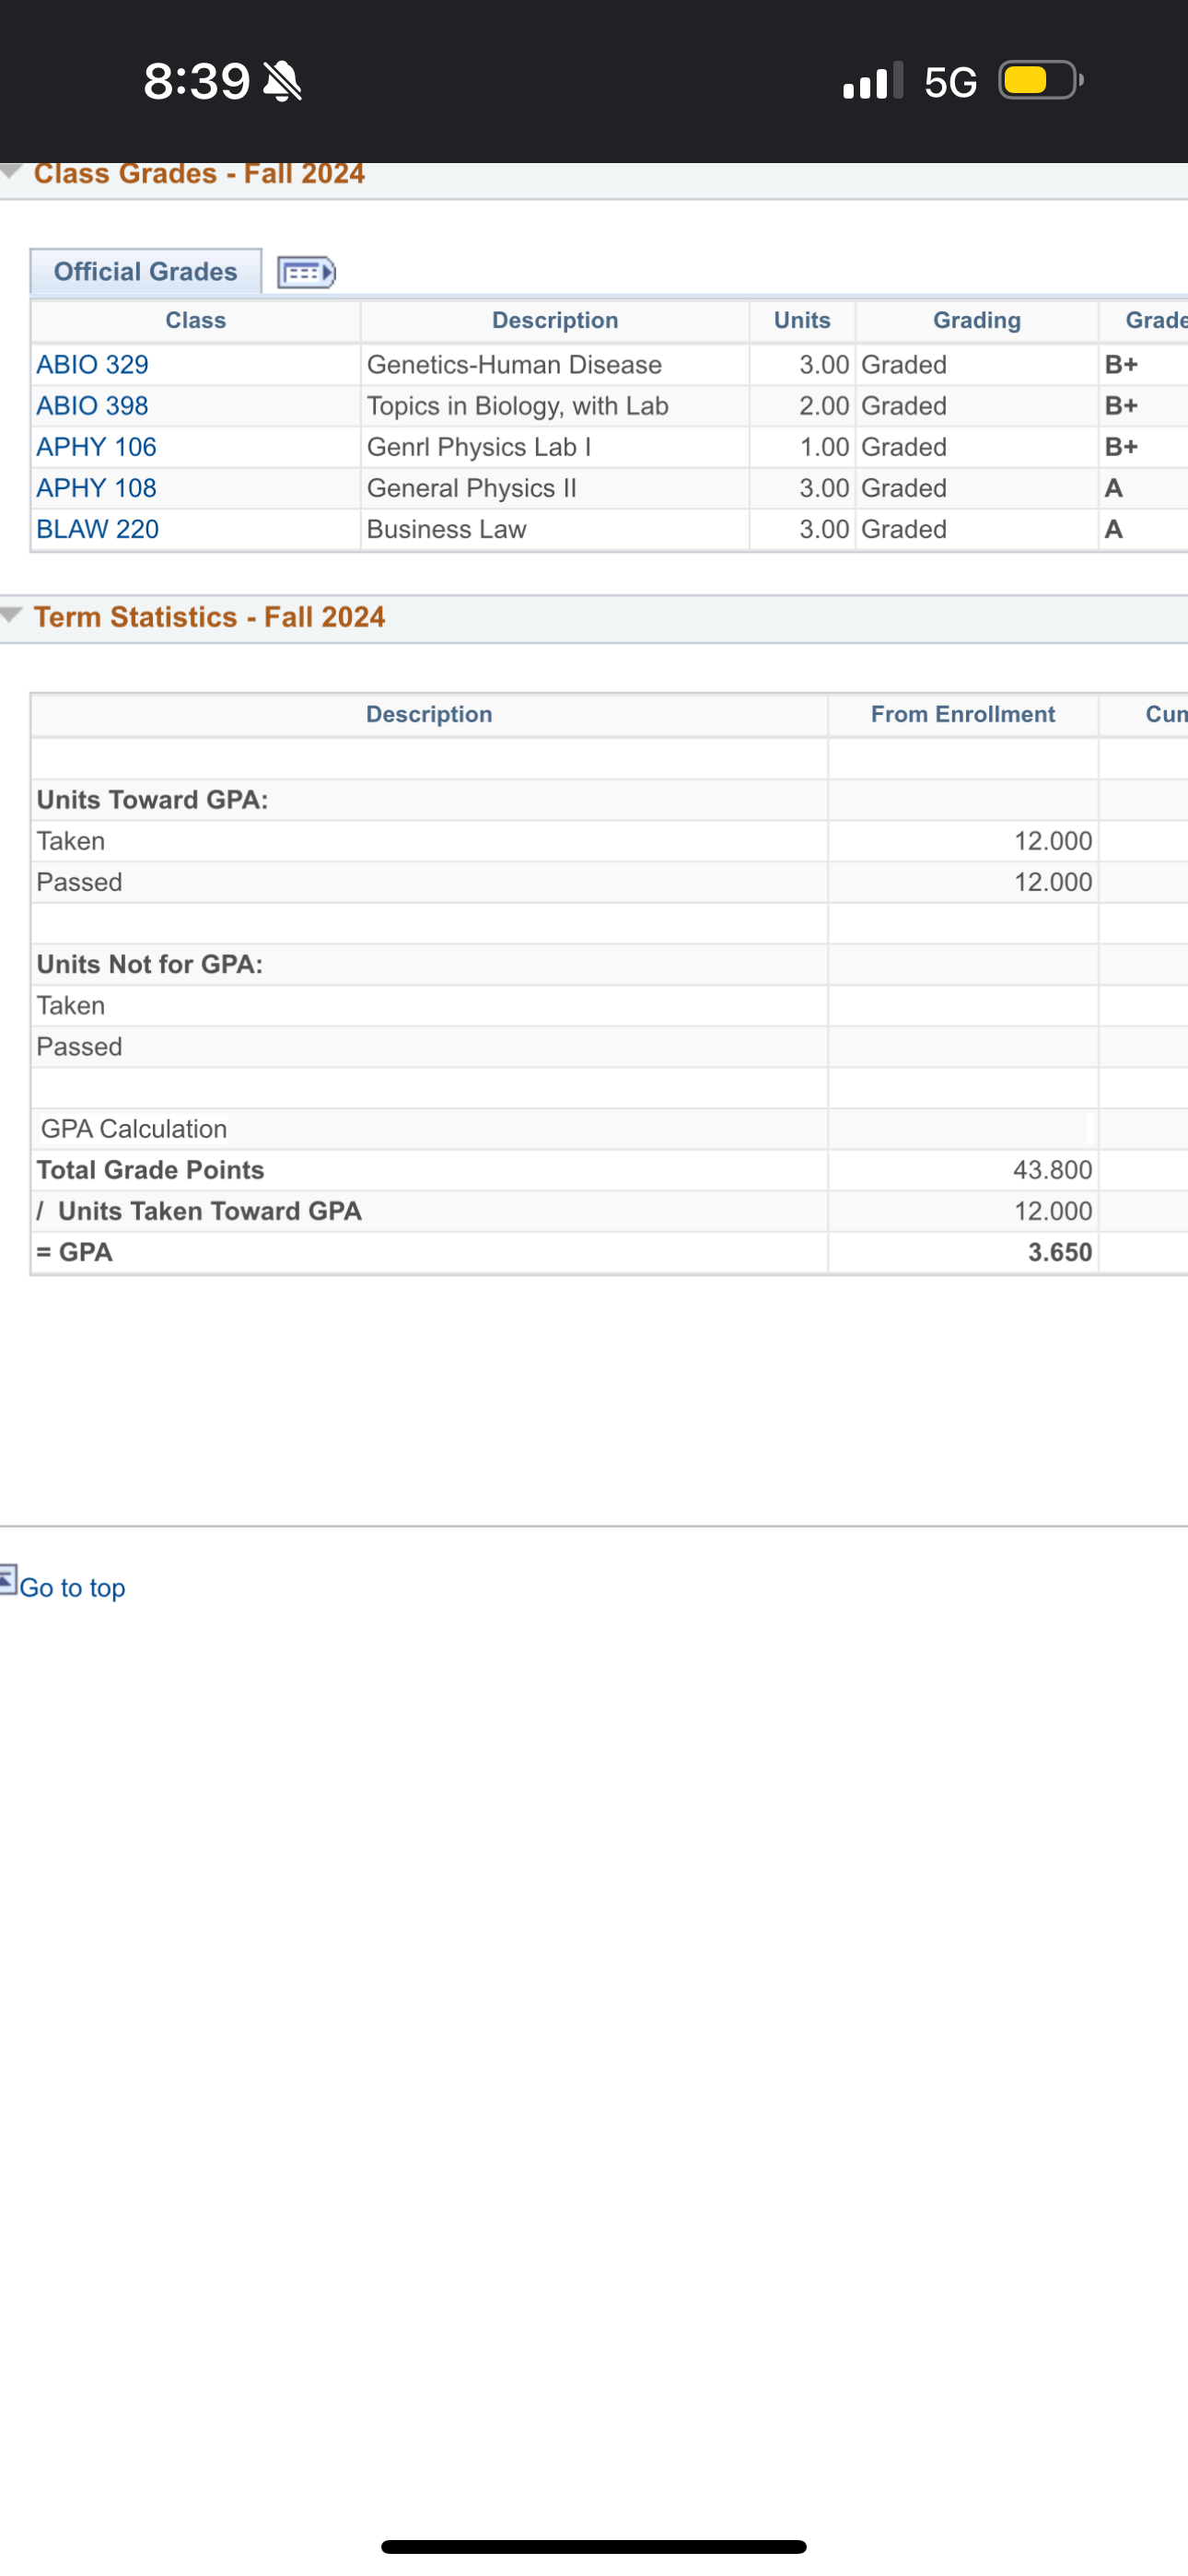 8:39 5G
Class Grades - Fall 2024
Official Grades
Class Description Units Grading Grade
ABIO 329 Genetics-Human Disease 3.00 Graded B+
ABIO 398 Topics in Biology, with Lab 2.00 Graded B+
APHY 106 Genrl Physics Lab I 1.00 Graded B+
APHY 108 General Physics II 3.00 Graded A
BLAW 220 Business Law 3.00 Graded A
Term Statistics - Fall 2024
Description From Enrollment
Units Toward GPA:
Taken 12.000
Passed 12.000
Units Not for GPA:
Taken
Passed
GPA Calculation
Total Grade Points 43.800
/ Units Taken Toward GPA 12.000
= GPA 3.650
Go to top